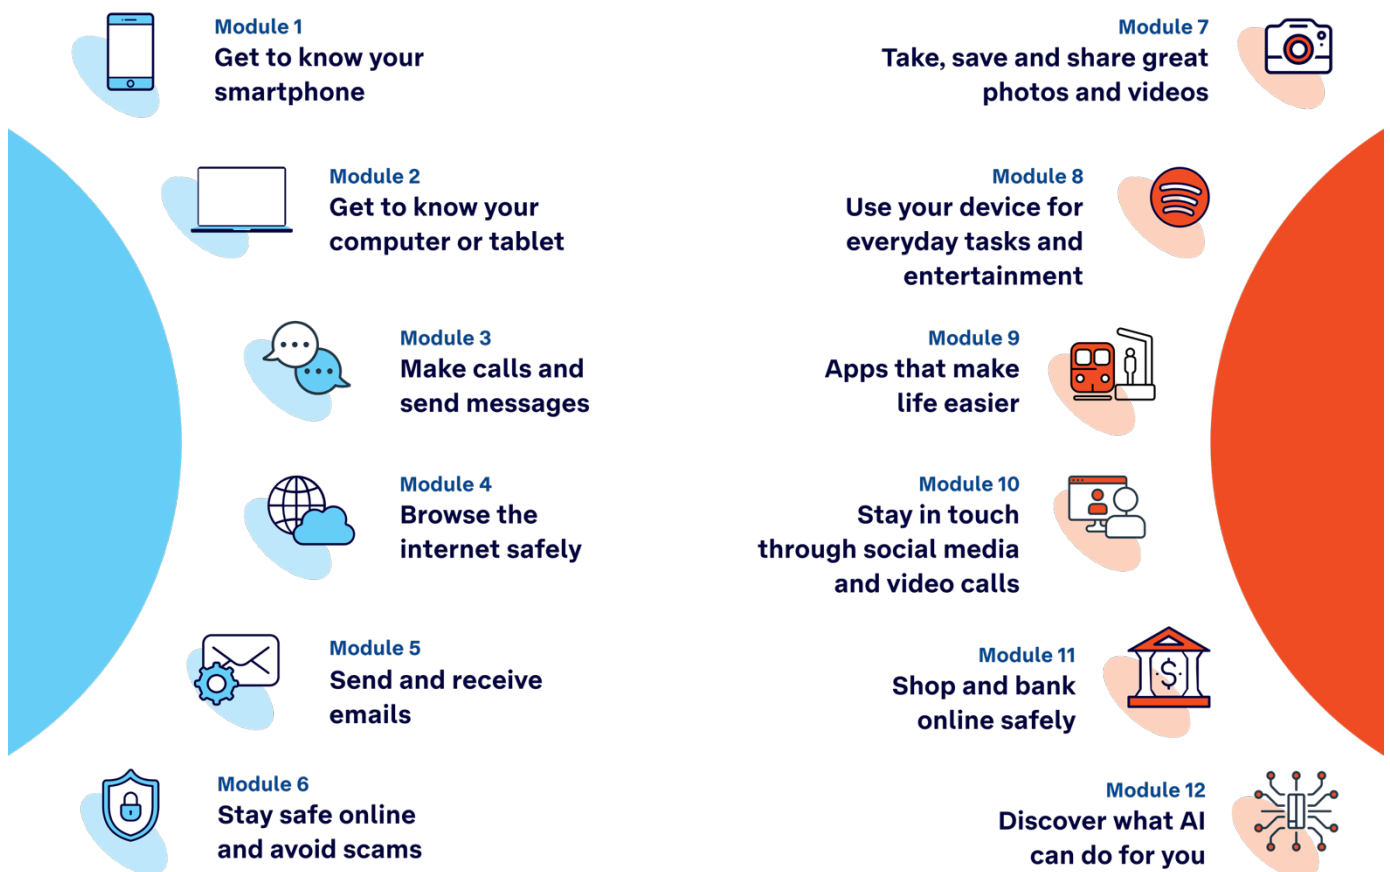 Module 1
Get to know your
smartphone
Module 2
Get to know your
computer or tablet
Module 3
Make calls and
send messages
Module 4
Browse the
internet safely
Module 5
Send and receive
emails
Module 6
Stay safe online
and avoid scams
Module 7
Take, save and share great
photos and videos
Module 8
Use your device for
everyday tasks and
entertainment
Module 9
Apps that make
life easier
Module 10
Stay in touch
through social media
and video calls
Module 11
Shop and bank
online safely
$
Module 12
Discover what AI
can do for you